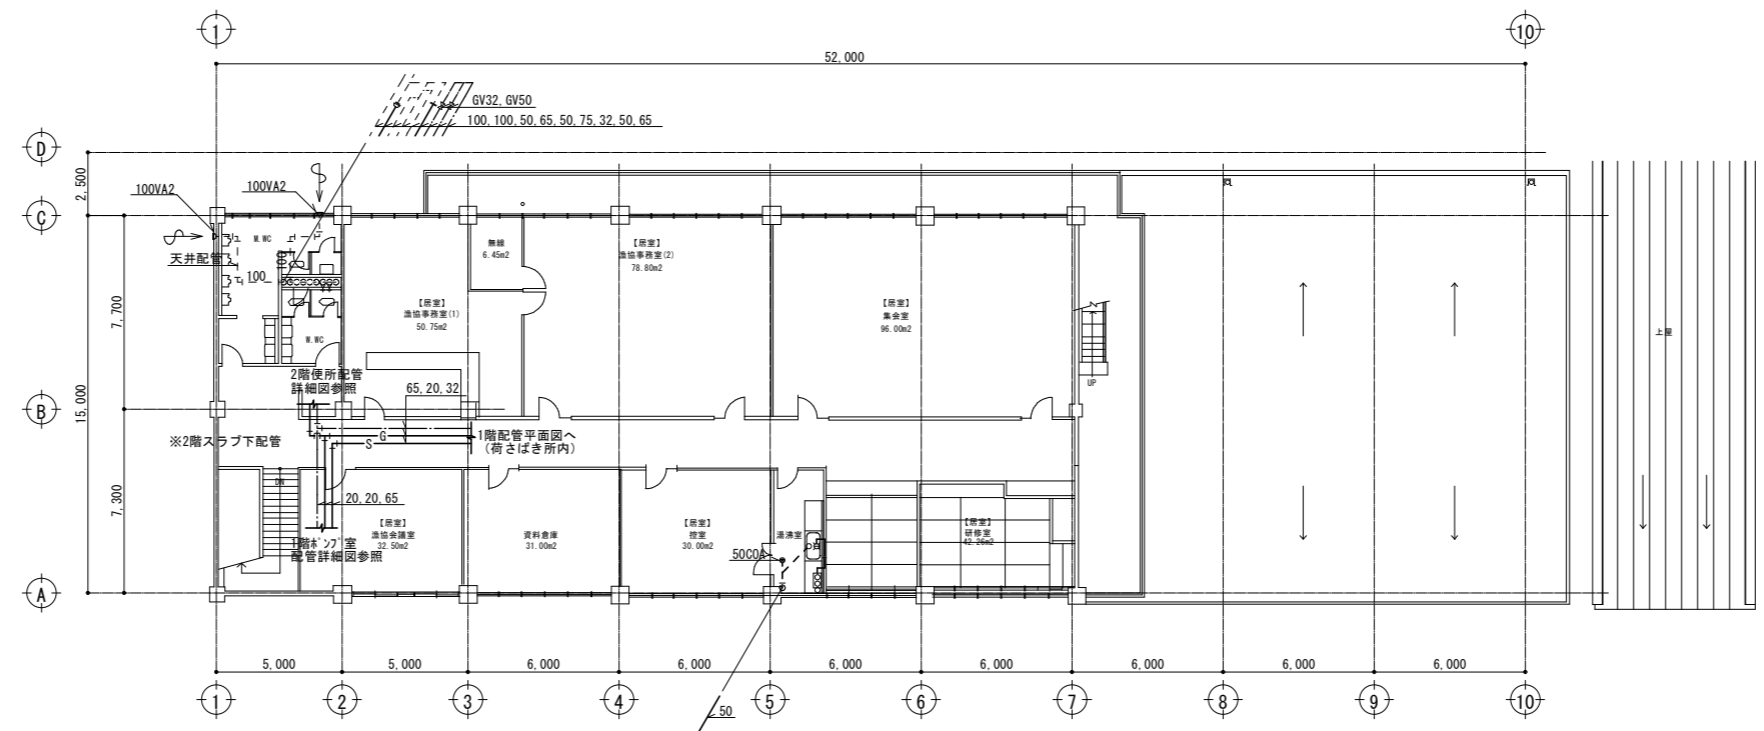 1
10
52,000
GV32,GV50
100,100,50,65,50,75,32,50,65
D
2,500
100VA2
100VA2
C
M.WC
天井配管
100
100
無線
6.45m2
【居室】
漁協事務室(2)
78.80m2
【居室】
漁協事務室(1)
50.75m2
【居室】
集会室
96.00m2
上屋
7,700
W.WC
UP
2階便所配管
詳細図参照
65,20,32
B
15,000
※2階スラブ下配管
G
S
1階配管平面図へ
(荷さばき所内)
DN
20,20,65
7,300
【居室】
漁協会議室
32.50m2
資料倉庫
31.00m2
【居室】
控室
30.00m2
湯沸室
【居室】
研修室
42.26m2
1階ポンプ室
配管詳細図参照
50COA
A
5,000
5,000
6,000
6,000
6,000
6,000
6,000
6,000
6,000
1
2
3
4
5
6
7
8
9
10
50